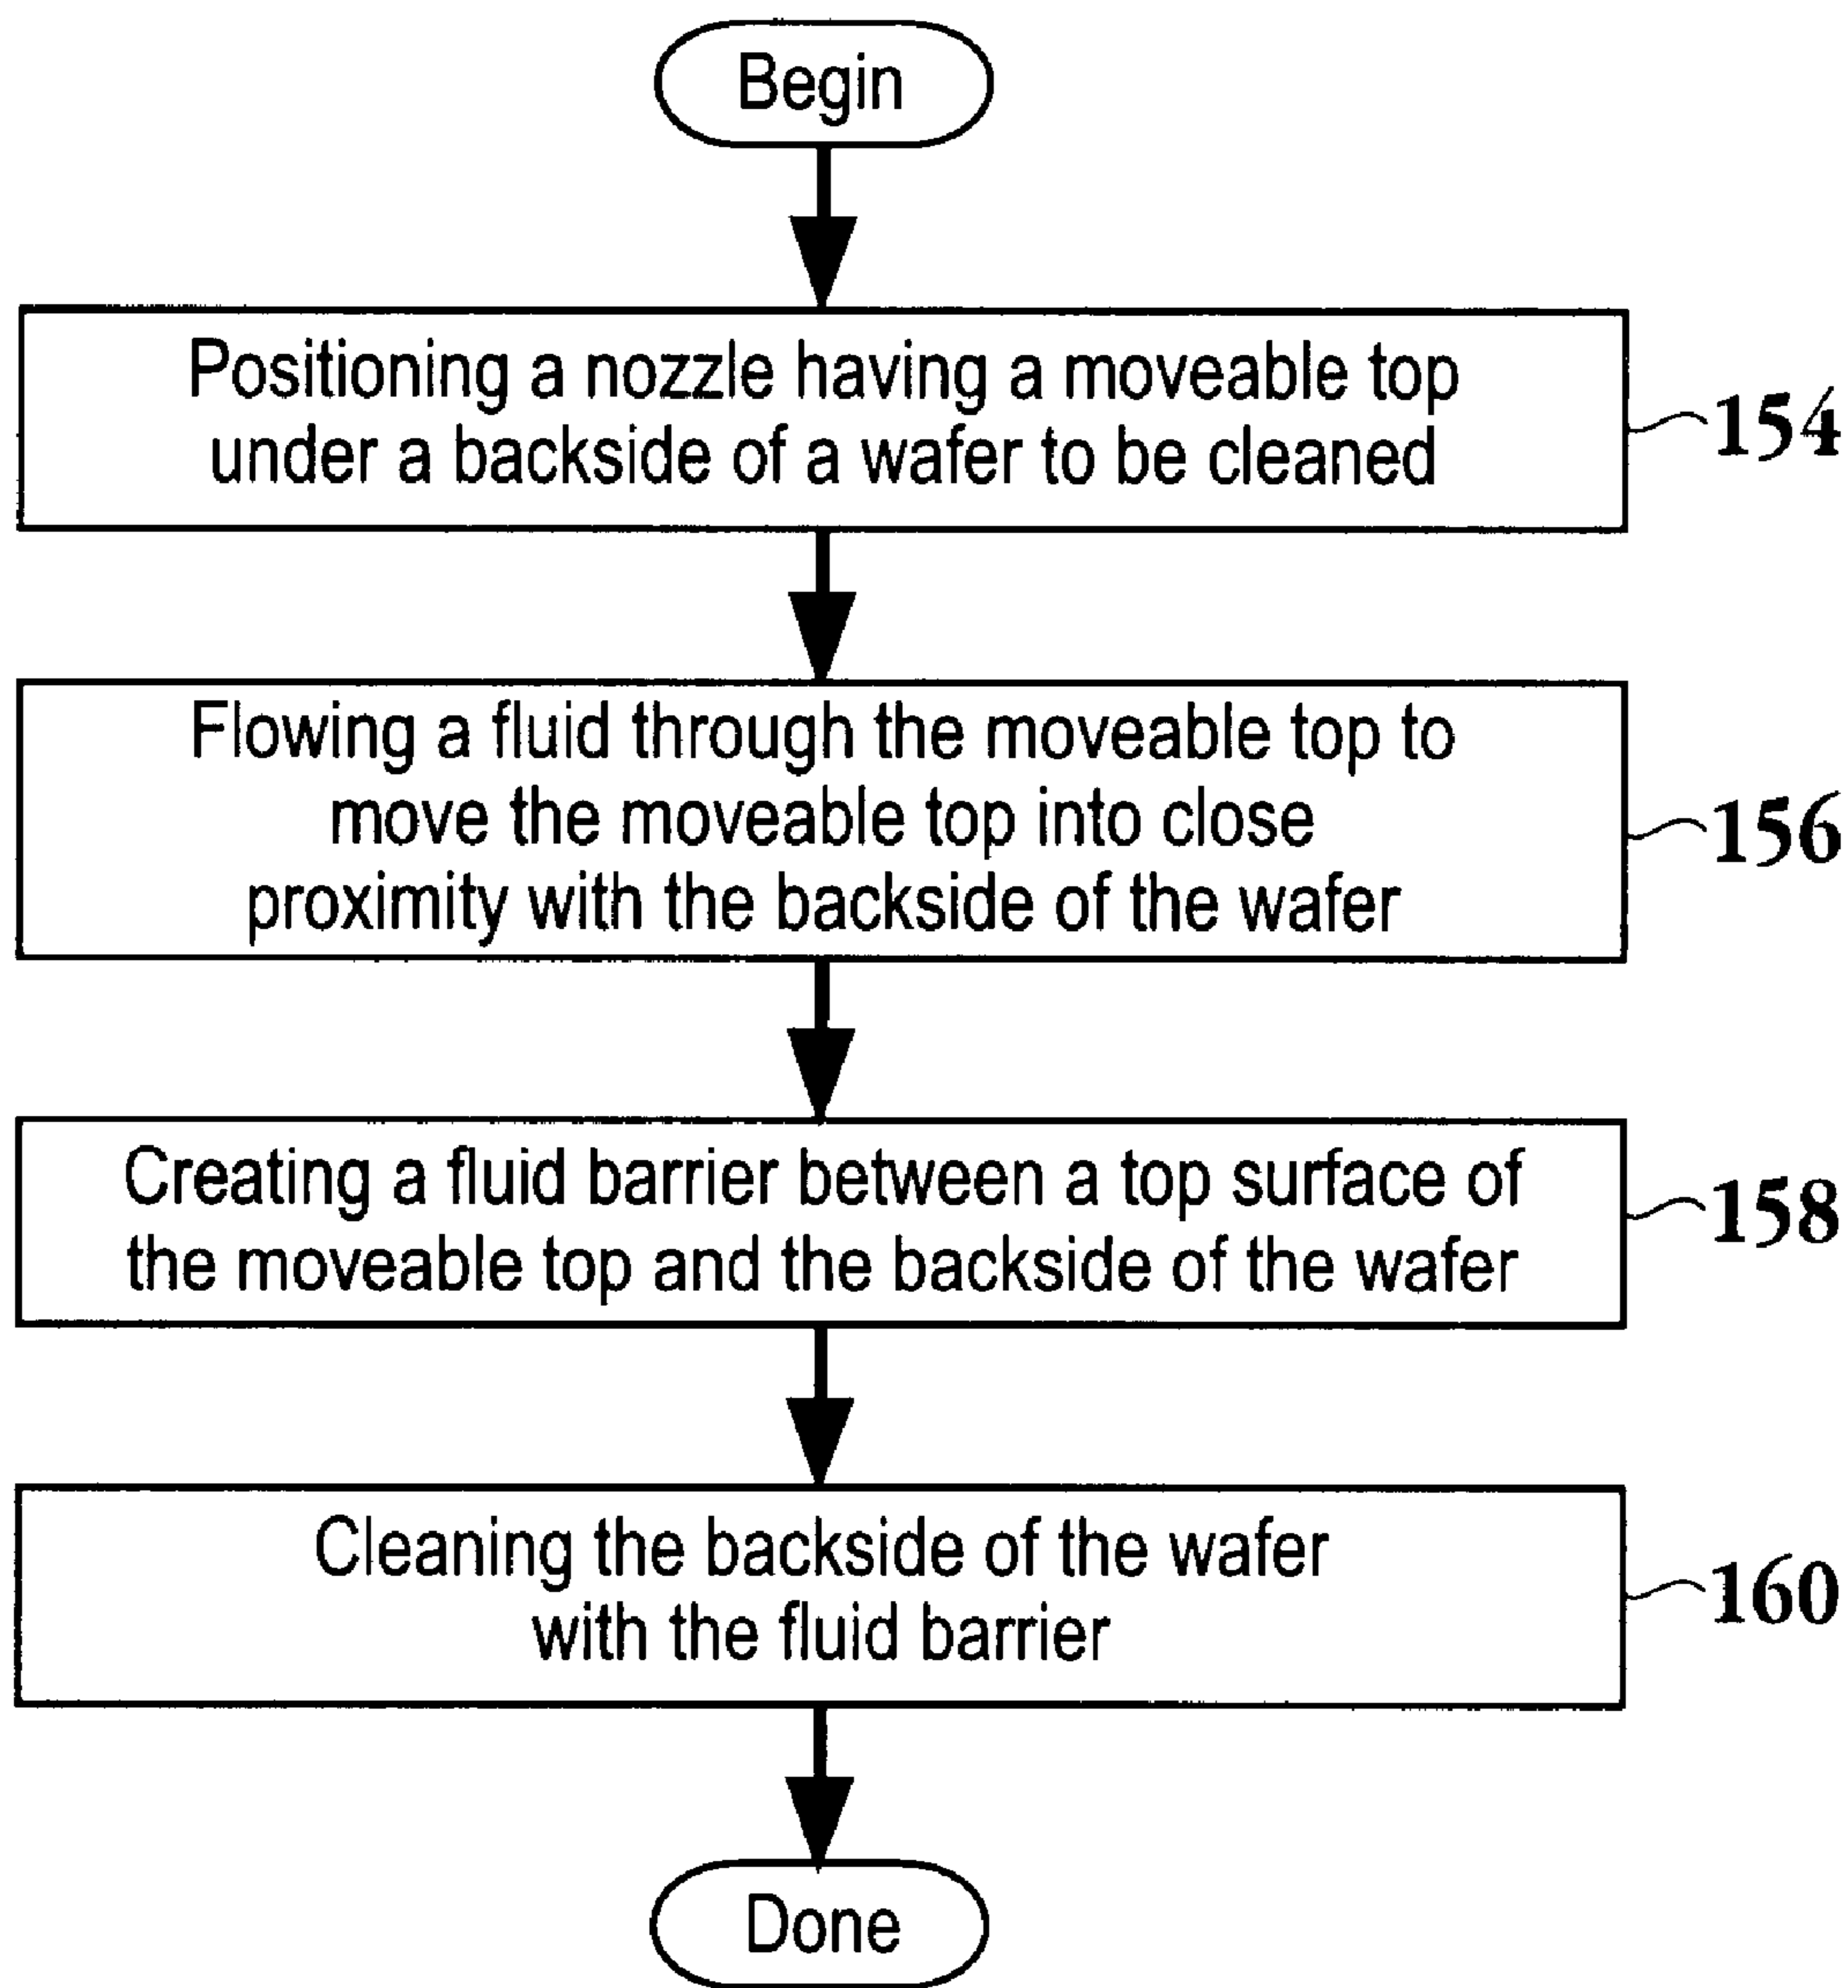 Begin
Positioning a nozzle having a moveable top
under a backside of a wafer to be cleaned
154
Flowing a fluid through the moveable top to
move the moveable top into close
proximity with the backside of the wafer
156
Creating a fluid barrier between a top surface of
the moveable top and the backside of the wafer
158
Cleaning the backside of the wafer
with the fluid barrier
160
Done